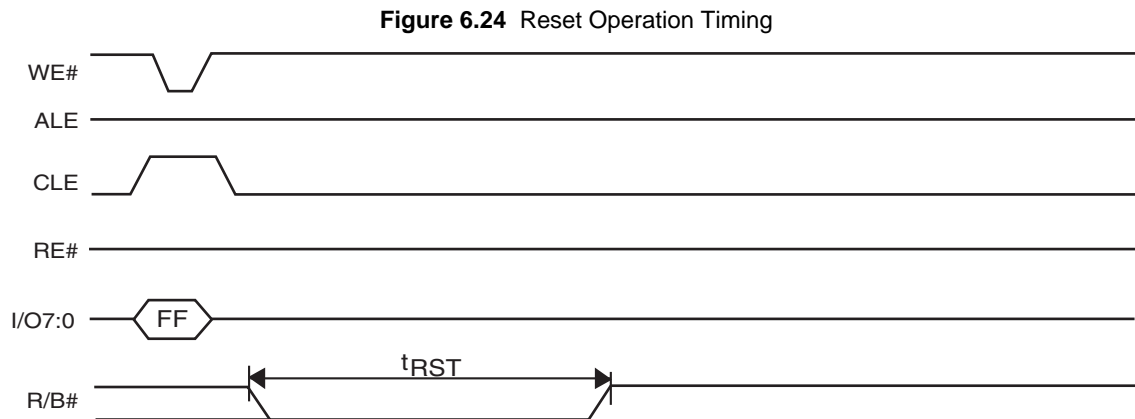 Figure 6.24 Reset Operation Timing
WE#
ALE
CLE
RE#
I/O7:0
FF
tRST
R/B#